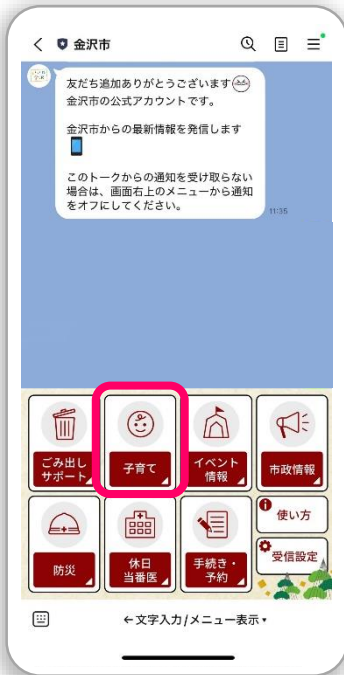 金沢市
友だち追加ありがとうございます
金沢市の公式アカウントです。
金沢市からの最新情報を発信します
このトークからの通知を受け取らない
場合は、画面右上のメニューから通知
をオフにしてください。
11:35
ごみ出し
サポート
子育て
イベント
情報
市政情報
防災
休日
当番医
手続き・
予約
使い方
受信設定
←文字入力/メニュー表示▾